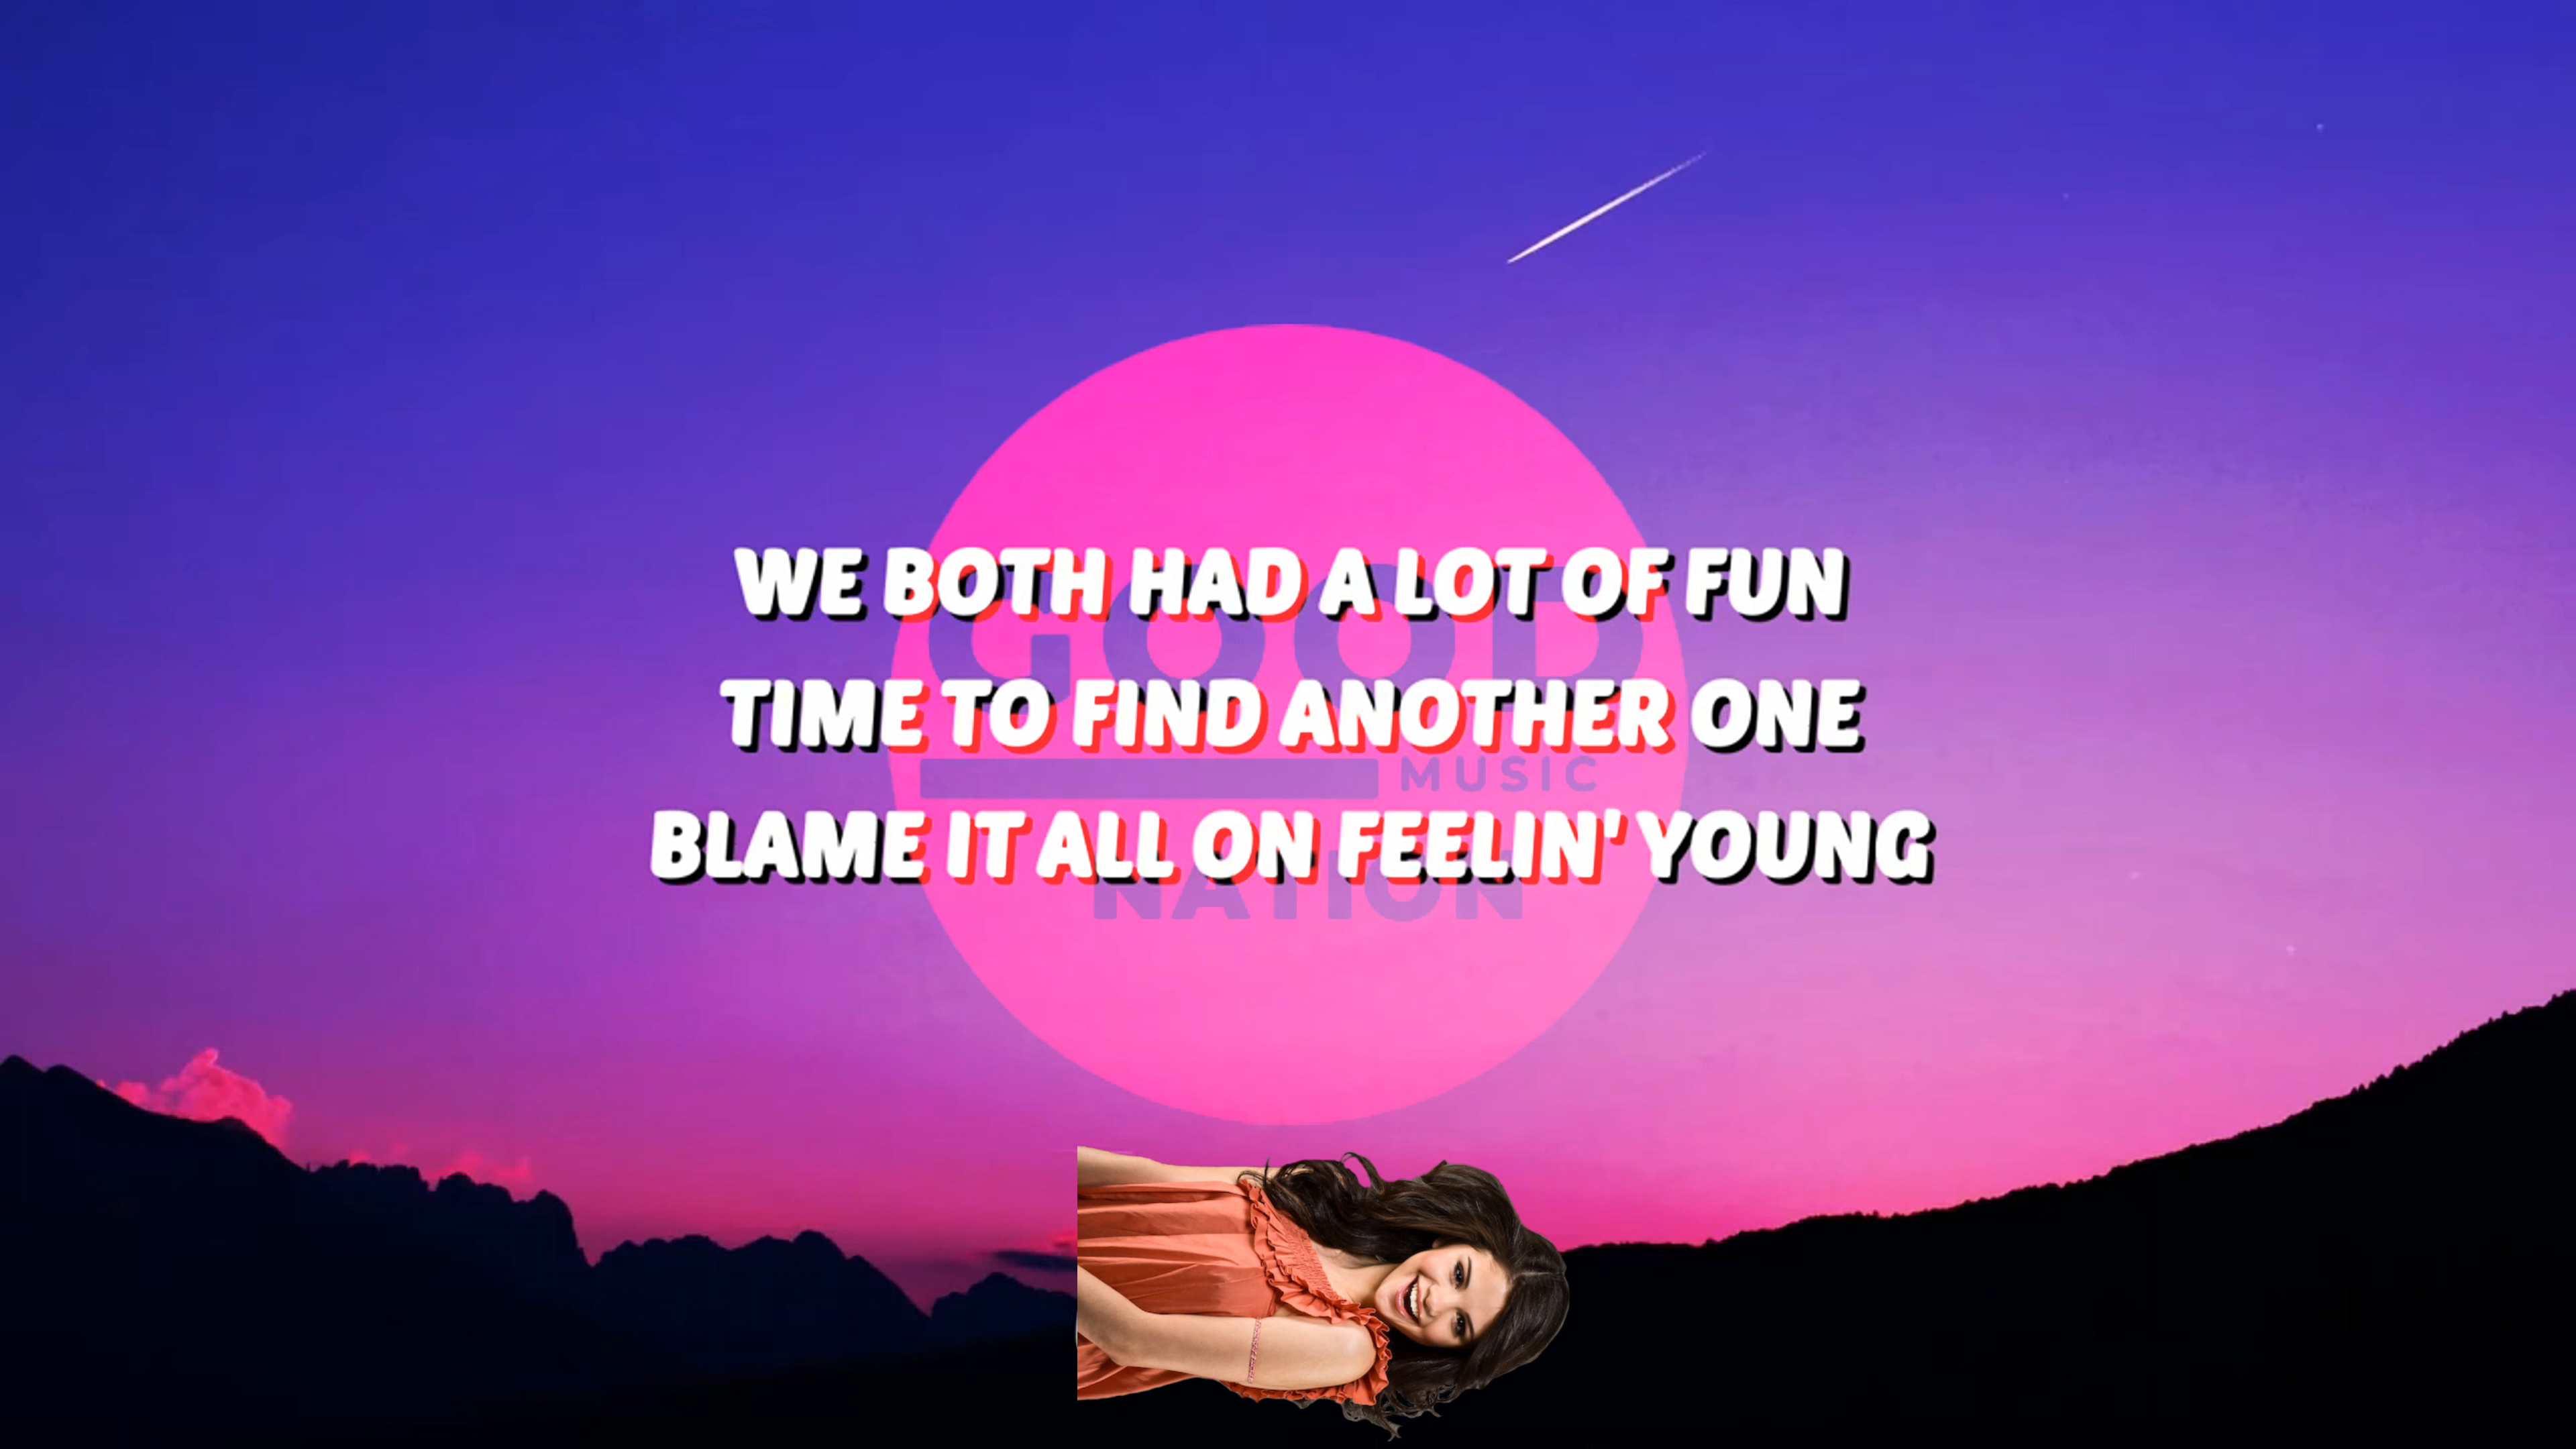 WE BOTH HAD A LOT OF FUN
GOOD
TIME TO FIND ANOTHER ONE
MUSIC
BLAME IT ALL ON FEELIN' YOUNG
NATION